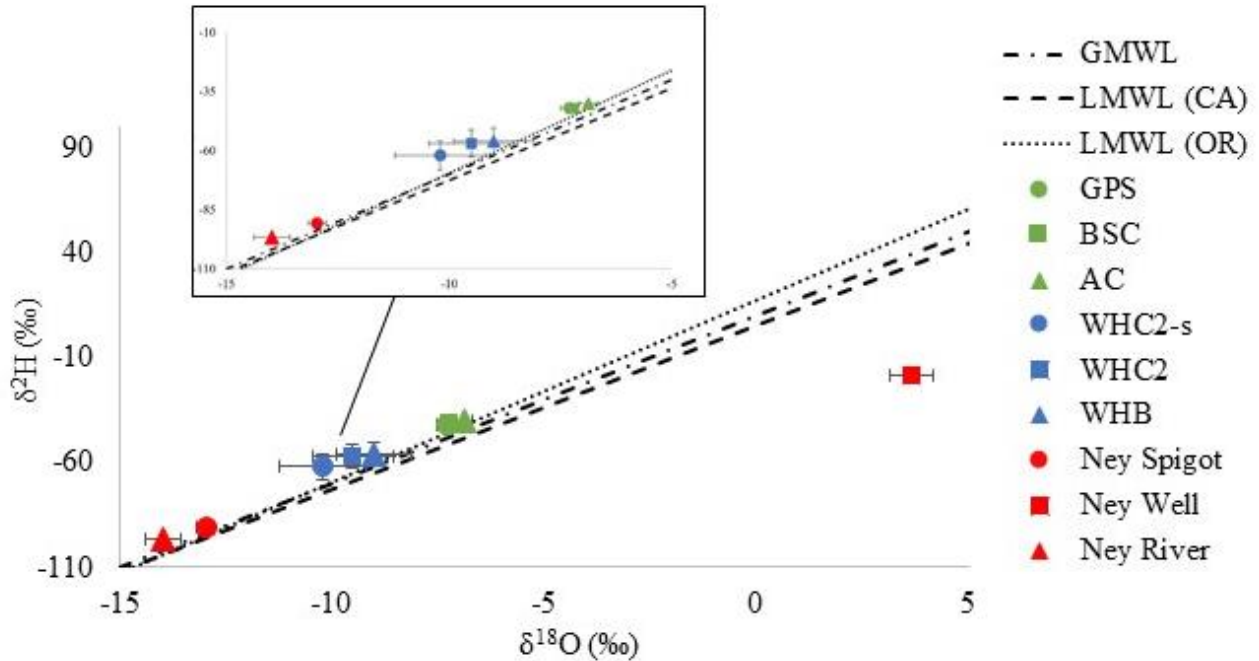 -10
-35
-60
-85
-110
-15
-10
-5
90
40
-10
-60
-110
-15
-10
-5
0
5
δ²H (‰)
δ¹⁸O (‰)
GMWL
LMWL (CA)
LMWL (OR)
GPS
BSC
AC
WHC2-s
WHC2
WHB
Ney Spigot
Ney Well
Ney River